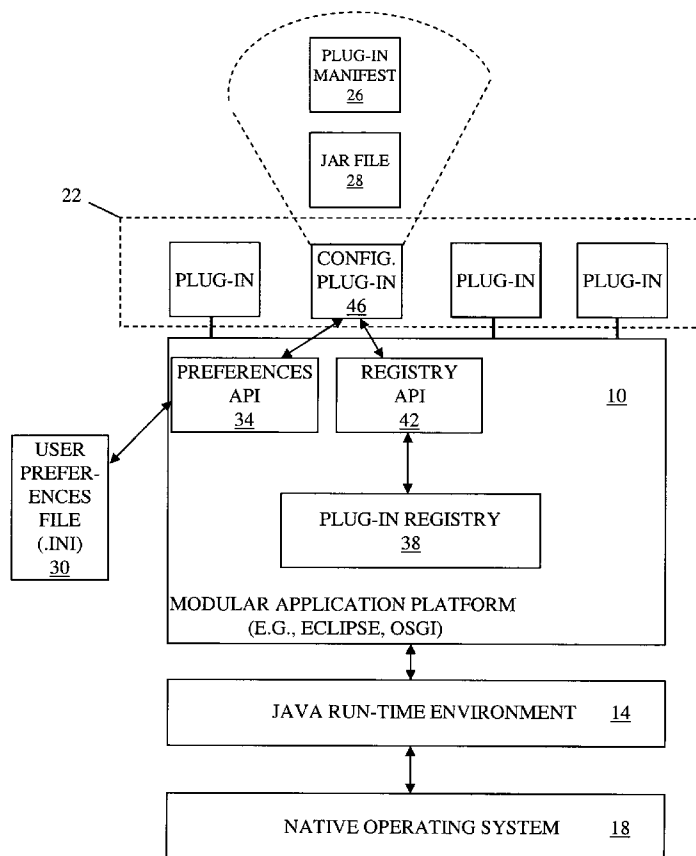 PLUG-IN
MANIFEST
26
JAR FILE
28
22
PLUG-IN
CONFIG.
PLUG-IN
46
PLUG-IN
PLUG-IN
PREFERENCES
API
34
REGISTRY
API
42
10
USER
PREFER-
ENCES
FILE
(.INI)
30
PLUG-IN REGISTRY
38
MODULAR APPLICATION PLATFORM
(E.G., ECLIPSE, OSGI)
JAVA RUN-TIME ENVIRONMENT 14
NATIVE OPERATING SYSTEM 18